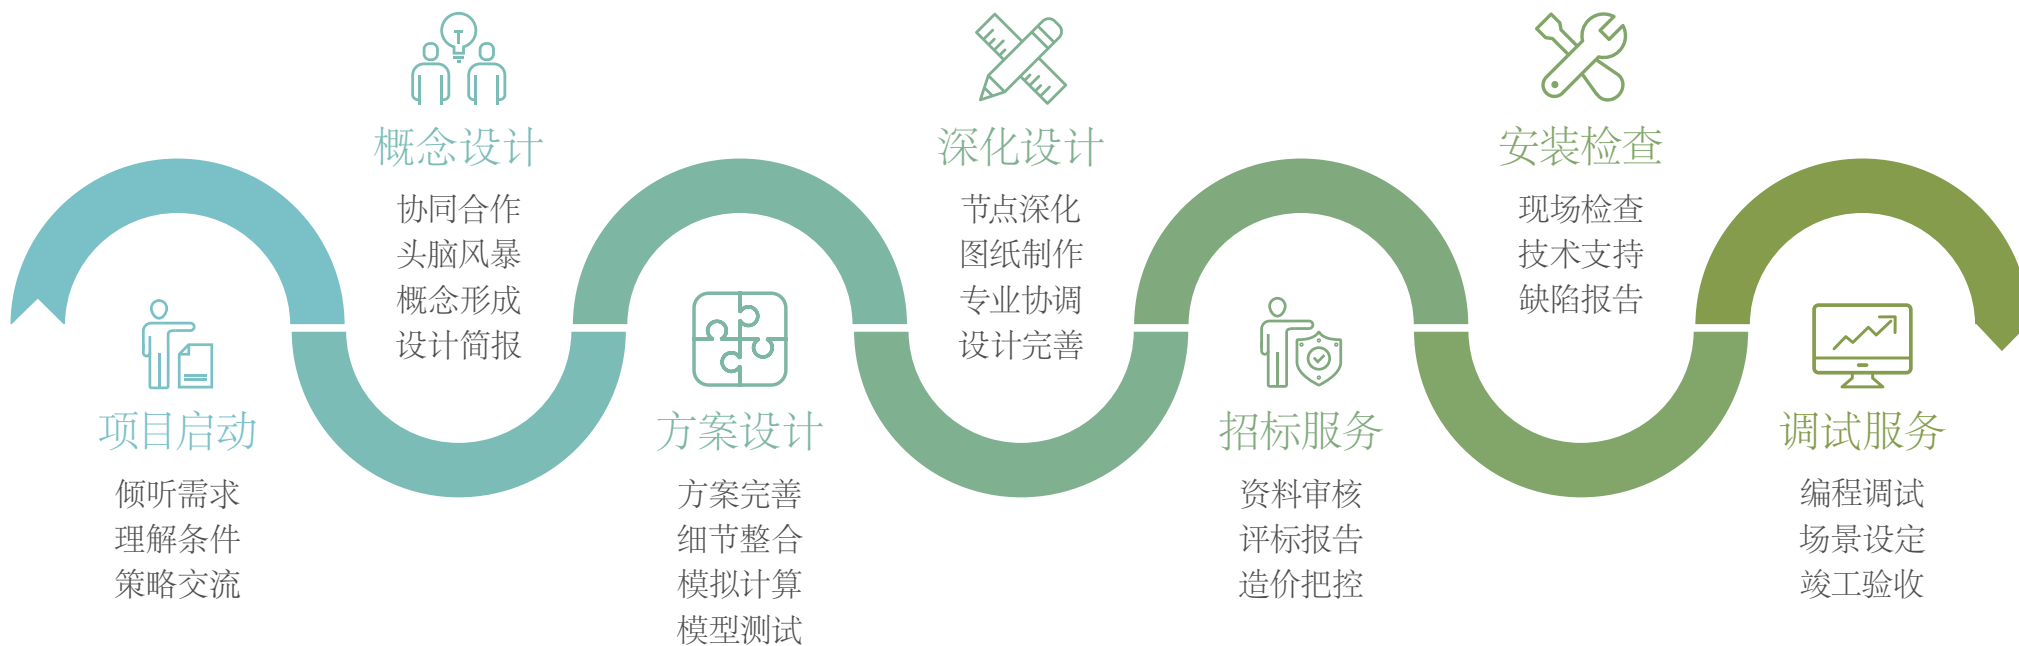 项目启动
倾听需求
理解条件
策略交流
概念设计
协同合作
头脑风暴
概念形成
设计简报
方案设计
方案完善
细节整合
模拟计算
模型测试
深化设计
节点深化
图纸制作
专业协调
设计完善
招标服务
资料审核
评标报告
造价把控
安装检查
现场检查
技术支持
缺陷报告
调试服务
编程调试
场景设定
竣工验收